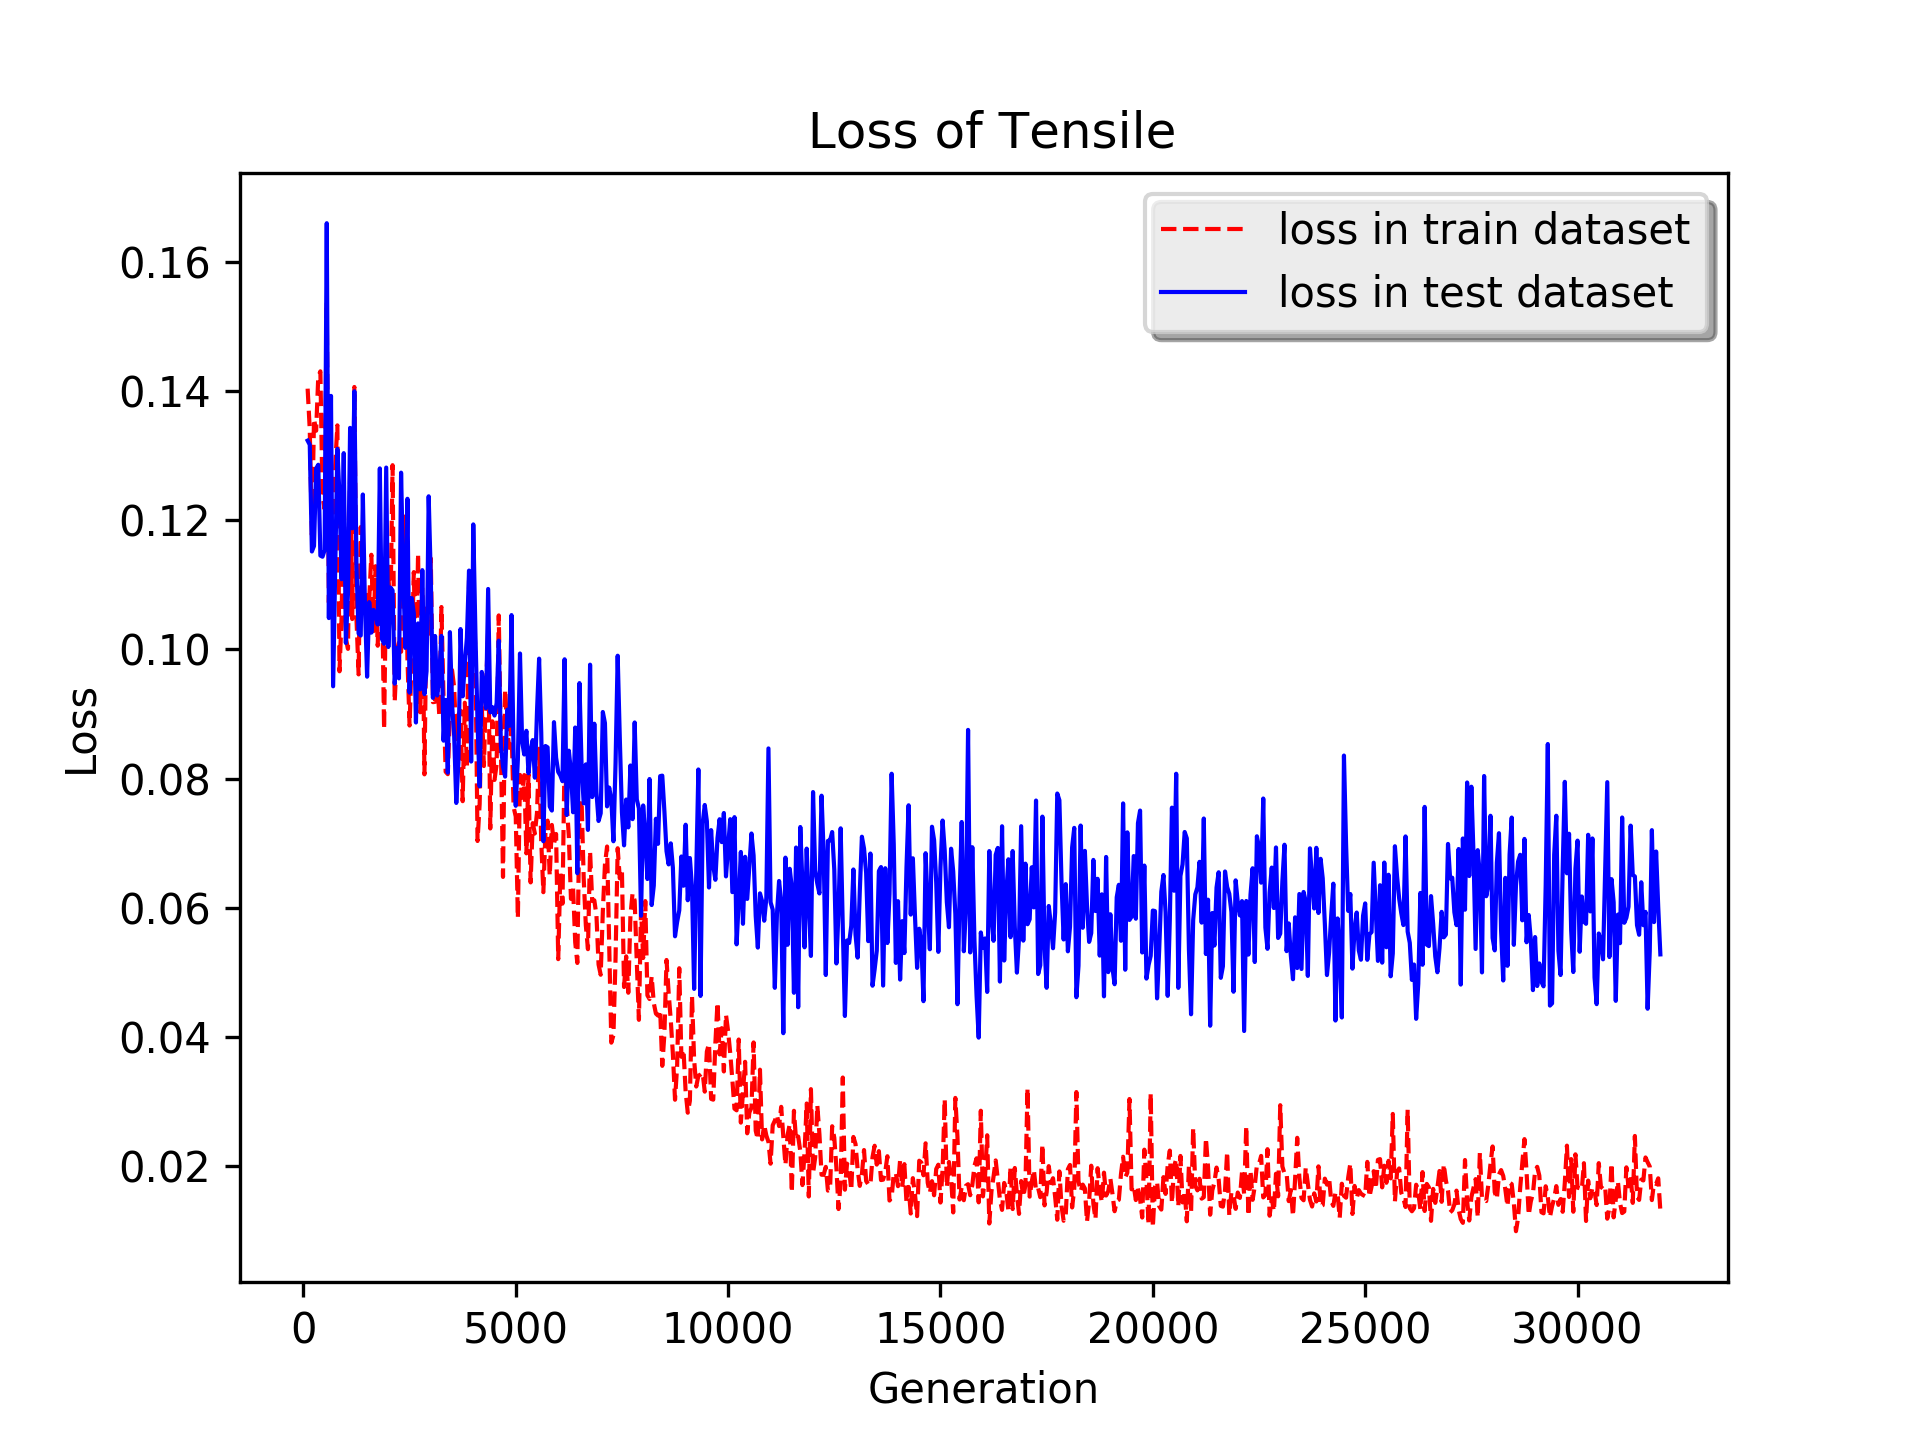 Loss of Tensile
loss in train dataset
loss in test dataset
0.16
0.14
0.12
0.10
0.08
0.06
0.04
0.02
Loss
0 5000 10000 15000 20000 25000 30000
Generation